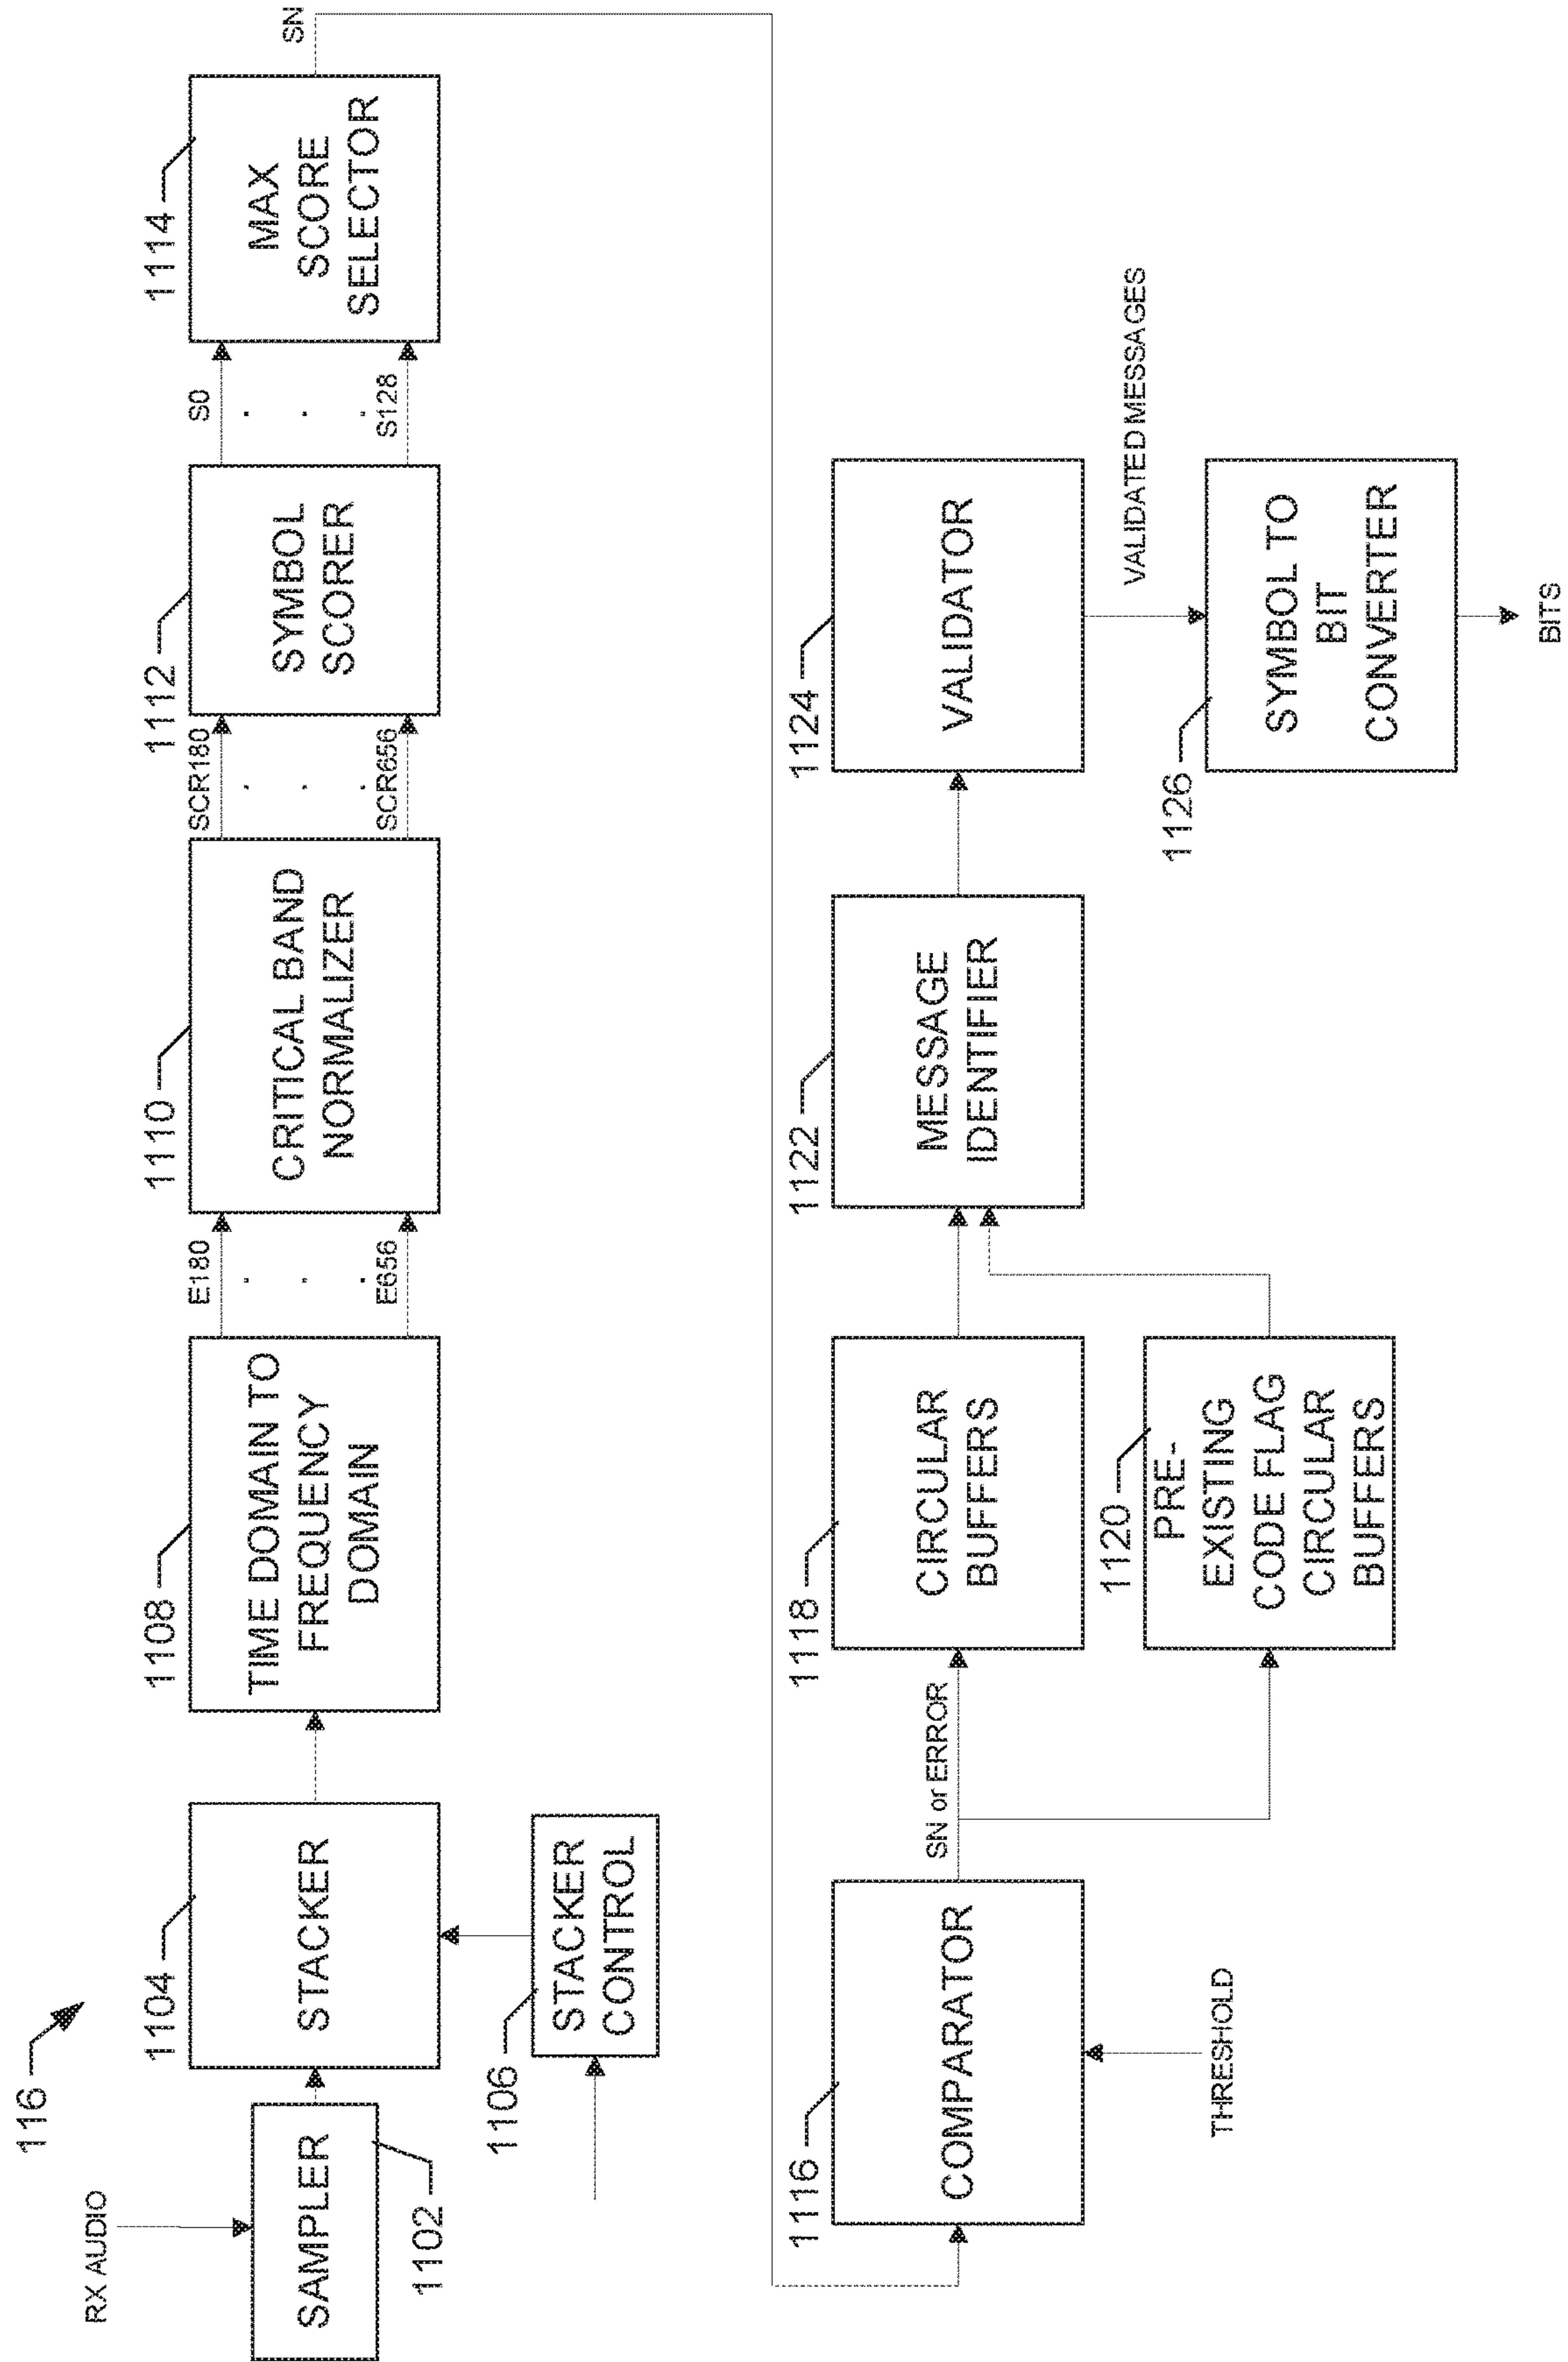 116
RX AUDIO
SAMPLER
1102
1104
STACKER
1106
STACKER
CONTROL
1108
TIME DOMAIN TO
FREQUENCY
DOMAIN
E180
.
.
.
E656
1110
CRITICAL BAND
NORMALIZER
SCR180
.
.
.
SCR656
1112
SYMBOL
SCORER
S0
.
.
.
S128
1114
MAX
SCORE
SELECTOR
SN
1116
COMPARATOR
THRESHOLD
SN or ERROR
1118
CIRCULAR
BUFFERS
1120
PRE-
EXISTING
CODE FLAG
CIRCULAR
BUFFERS
1122
MESSAGE
IDENTIFIER
1124
VALIDATOR
VALIDATED MESSAGES
1126
SYMBOL TO
BIT
CONVERTER
BITS